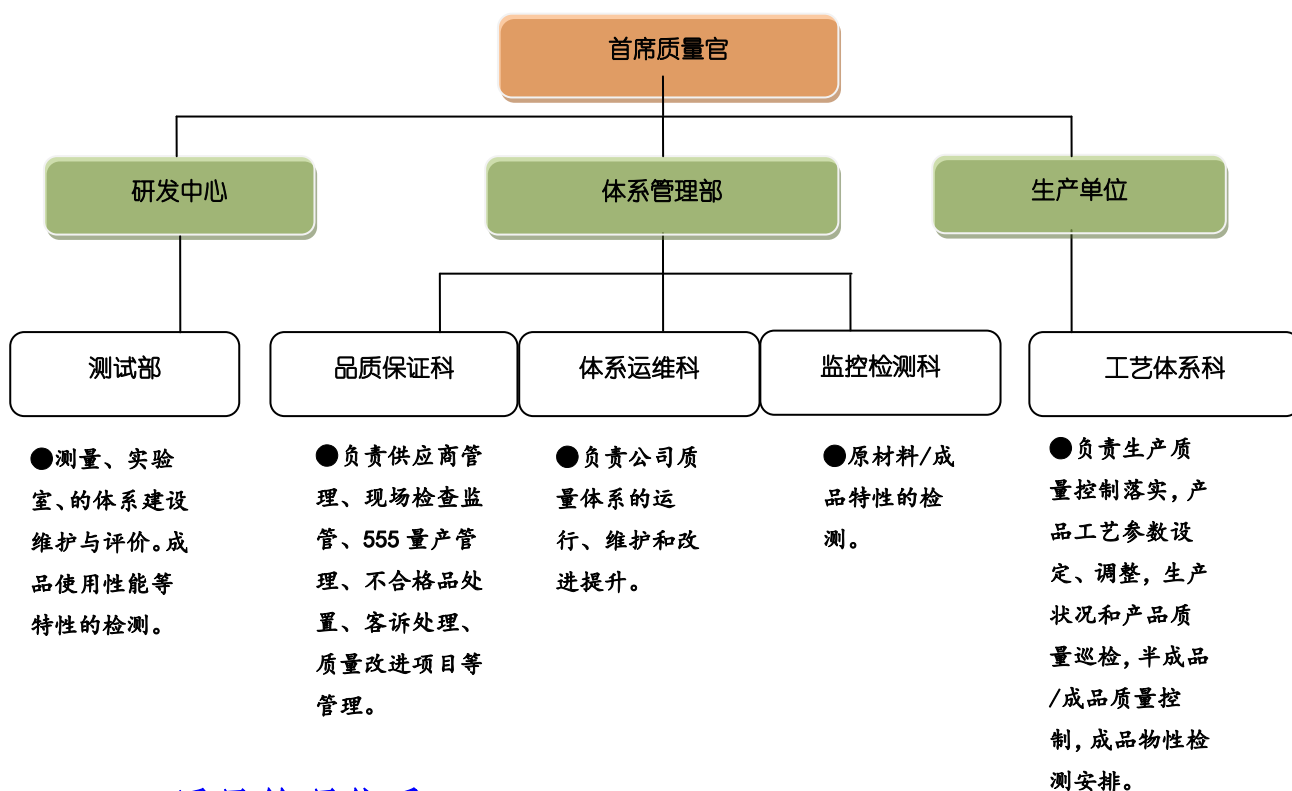 首席质量官
研发中心
体系管理部
生产单位
测试部
品质保证科
体系运维科
监控检测科
工艺体系科
●测量、实验
室、的体系建设
维护与评价。成
品使用性能等
特性的检测。
●负责供应商管
理、现场检查监
管、555 量产管
理、不合格品处
置、客诉处理、
质量改进项目等
管理。
●负责公司质
量体系的运
行、维护和改
进提升。
●原材料/成
品特性的检
测。
●负责生产质
量控制落实,产
品工艺参数设
定、调整,生产
状况和产品质
量巡检,半成品
/成品质量控
制,成品物性检
测安排。